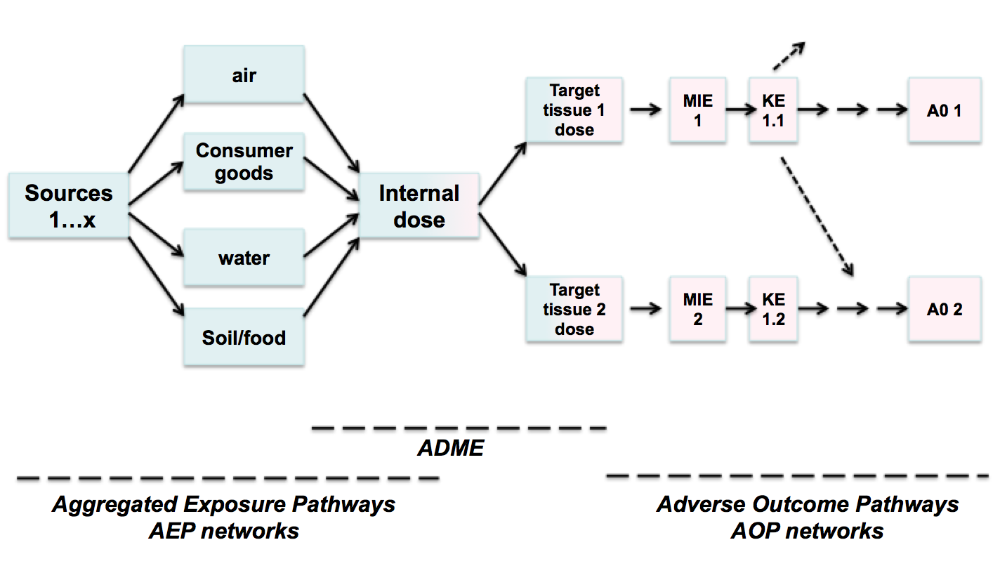 air
Consumer
goods
Sources
1...x
water
Soil/food
Internal
dose
Target
tissue 1
dose
MIE
1
KE
1.1
A0 1
Target
tissue 2
dose
MIE
2
KE
1.2
A0 2
ADME
Aggregated Exposure Pathways
AEP networks
Adverse Outcome Pathways
AOP networks